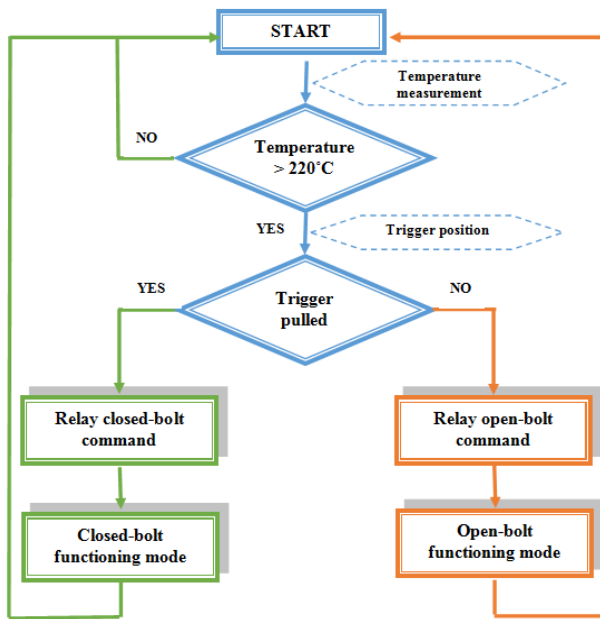 START
Temperature
measurement
NO
Temperature
> 220˚C
YES
Trigger position
YES
Trigger
pulled
NO
Relay closed-bolt
command
Relay open-bolt
command
Closed-bolt
functioning mode
Open-bolt
functioning mode